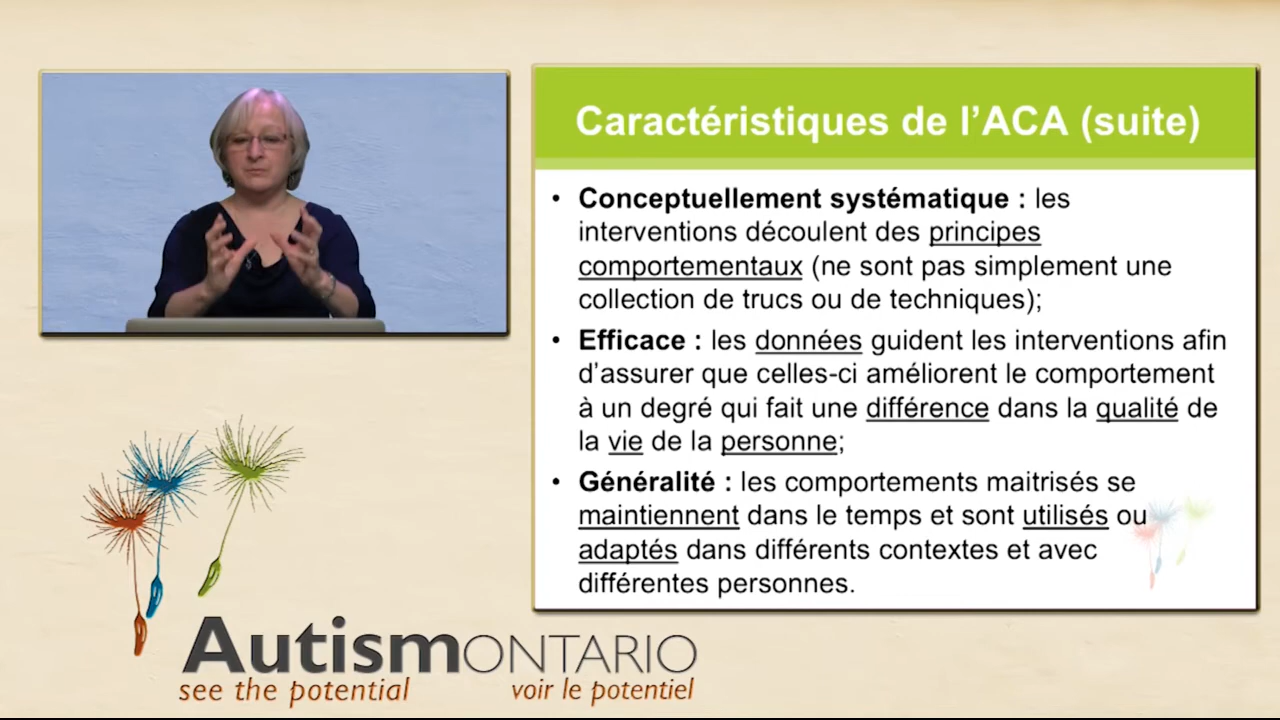 Caractéristiques de l'ACA (suite)
• Conceptuellement systématique : les
interventions découlent des principes
comportementaux (ne sont pas simplement une
collection de trucs ou de techniques);
• Efficace : les données guident les interventions afin
d'assurer que celles-ci améliorent le comportement
à un degré qui fait une différence dans la qualité de
la vie de la personne;
• Généralité : les comportements maitrisés se
maintiennent dans le temps et sont utilisés ou
adaptés dans différents contextes et avec
différentes personnes.
Autism ONTARIO
see the potential voir le potentiel